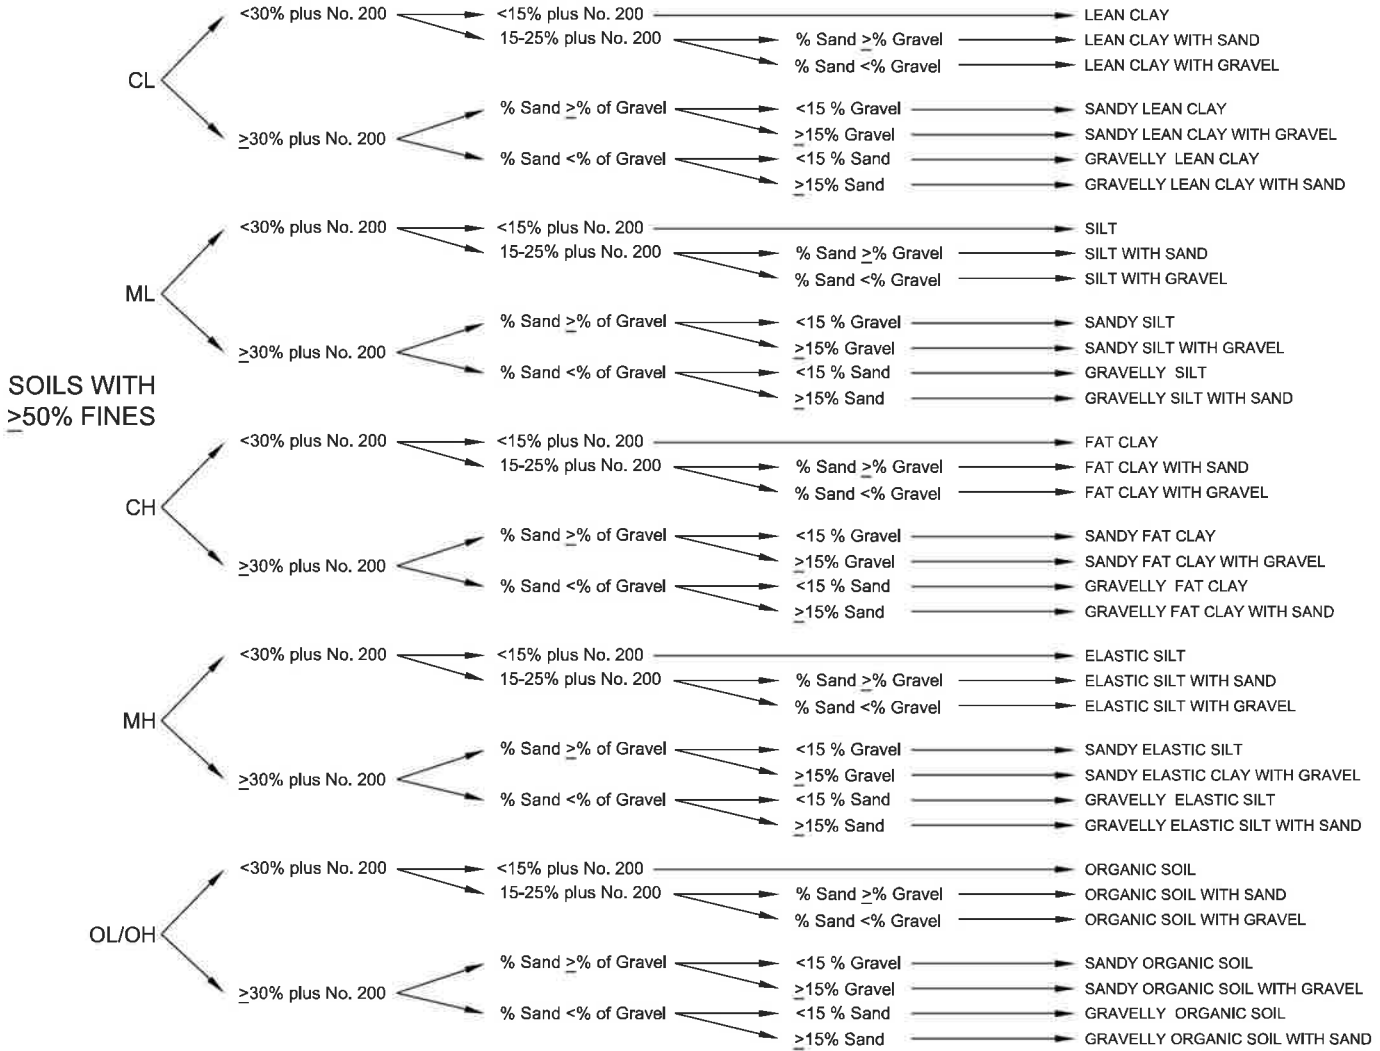 <30% plus No. 200 <15% plus No. 200 LEAN CLAY
15-25% plus No. 200 % Sand ≥% Gravel LEAN CLAY WITH SAND
% Sand <% Gravel LEAN CLAY WITH GRAVEL
CL
% Sand ≥% of Gravel <15 % Gravel SANDY LEAN CLAY
≥30% plus No. 200 ≥15% Gravel SANDY LEAN CLAY WITH GRAVEL
% Sand <% of Gravel <15 % Sand GRAVELLY LEAN CLAY
≥15% Sand GRAVELLY LEAN CLAY WITH SAND
<30% plus No. 200 <15% plus No. 200 SILT
15-25% plus No. 200 % Sand ≥% Gravel SILT WITH SAND
% Sand <% Gravel SILT WITH GRAVEL
ML
% Sand ≥% of Gravel <15 % Gravel SANDY SILT
≥30% plus No. 200 ≥15% Gravel SANDY SILT WITH GRAVEL
% Sand <% of Gravel <15 % Sand GRAVELLY SILT
≥15% Sand GRAVELLY SILT WITH SAND
SOILS WITH
≥50% FINES
<30% plus No. 200 <15% plus No. 200 FAT CLAY
15-25% plus No. 200 % Sand ≥% Gravel FAT CLAY WITH SAND
% Sand <% Gravel FAT CLAY WITH GRAVEL
CH
% Sand ≥% of Gravel <15 % Gravel SANDY FAT CLAY
≥30% plus No. 200 ≥15% Gravel SANDY FAT CLAY WITH GRAVEL
% Sand <% of Gravel <15 % Sand GRAVELLY FAT CLAY
≥15% Sand GRAVELLY FAT CLAY WITH SAND
<30% plus No. 200 <15% plus No. 200 ELASTIC SILT
15-25% plus No. 200 % Sand ≥% Gravel ELASTIC SILT WITH SAND
% Sand <% Gravel ELASTIC SILT WITH GRAVEL
MH
% Sand ≥% of Gravel <15 % Gravel SANDY ELASTIC SILT
≥30% plus No. 200 ≥15% Gravel SANDY ELASTIC CLAY WITH GRAVEL
% Sand <% of Gravel <15 % Sand GRAVELLY ELASTIC SILT
≥15% Sand GRAVELLY ELASTIC SILT WITH SAND
<30% plus No. 200 <15% plus No. 200 ORGANIC SOIL
15-25% plus No. 200 % Sand ≥% Gravel ORGANIC SOIL WITH SAND
% Sand <% Gravel ORGANIC SOIL WITH GRAVEL
OL/OH
% Sand ≥% of Gravel <15 % Gravel SANDY ORGANIC SOIL
≥30% plus No. 200 ≥15% Gravel SANDY ORGANIC SOIL WITH GRAVEL
% Sand <% of Gravel <15 % Sand GRAVELLY ORGANIC SOIL
≥15% Sand GRAVELLY ORGANIC SOIL WITH SAND